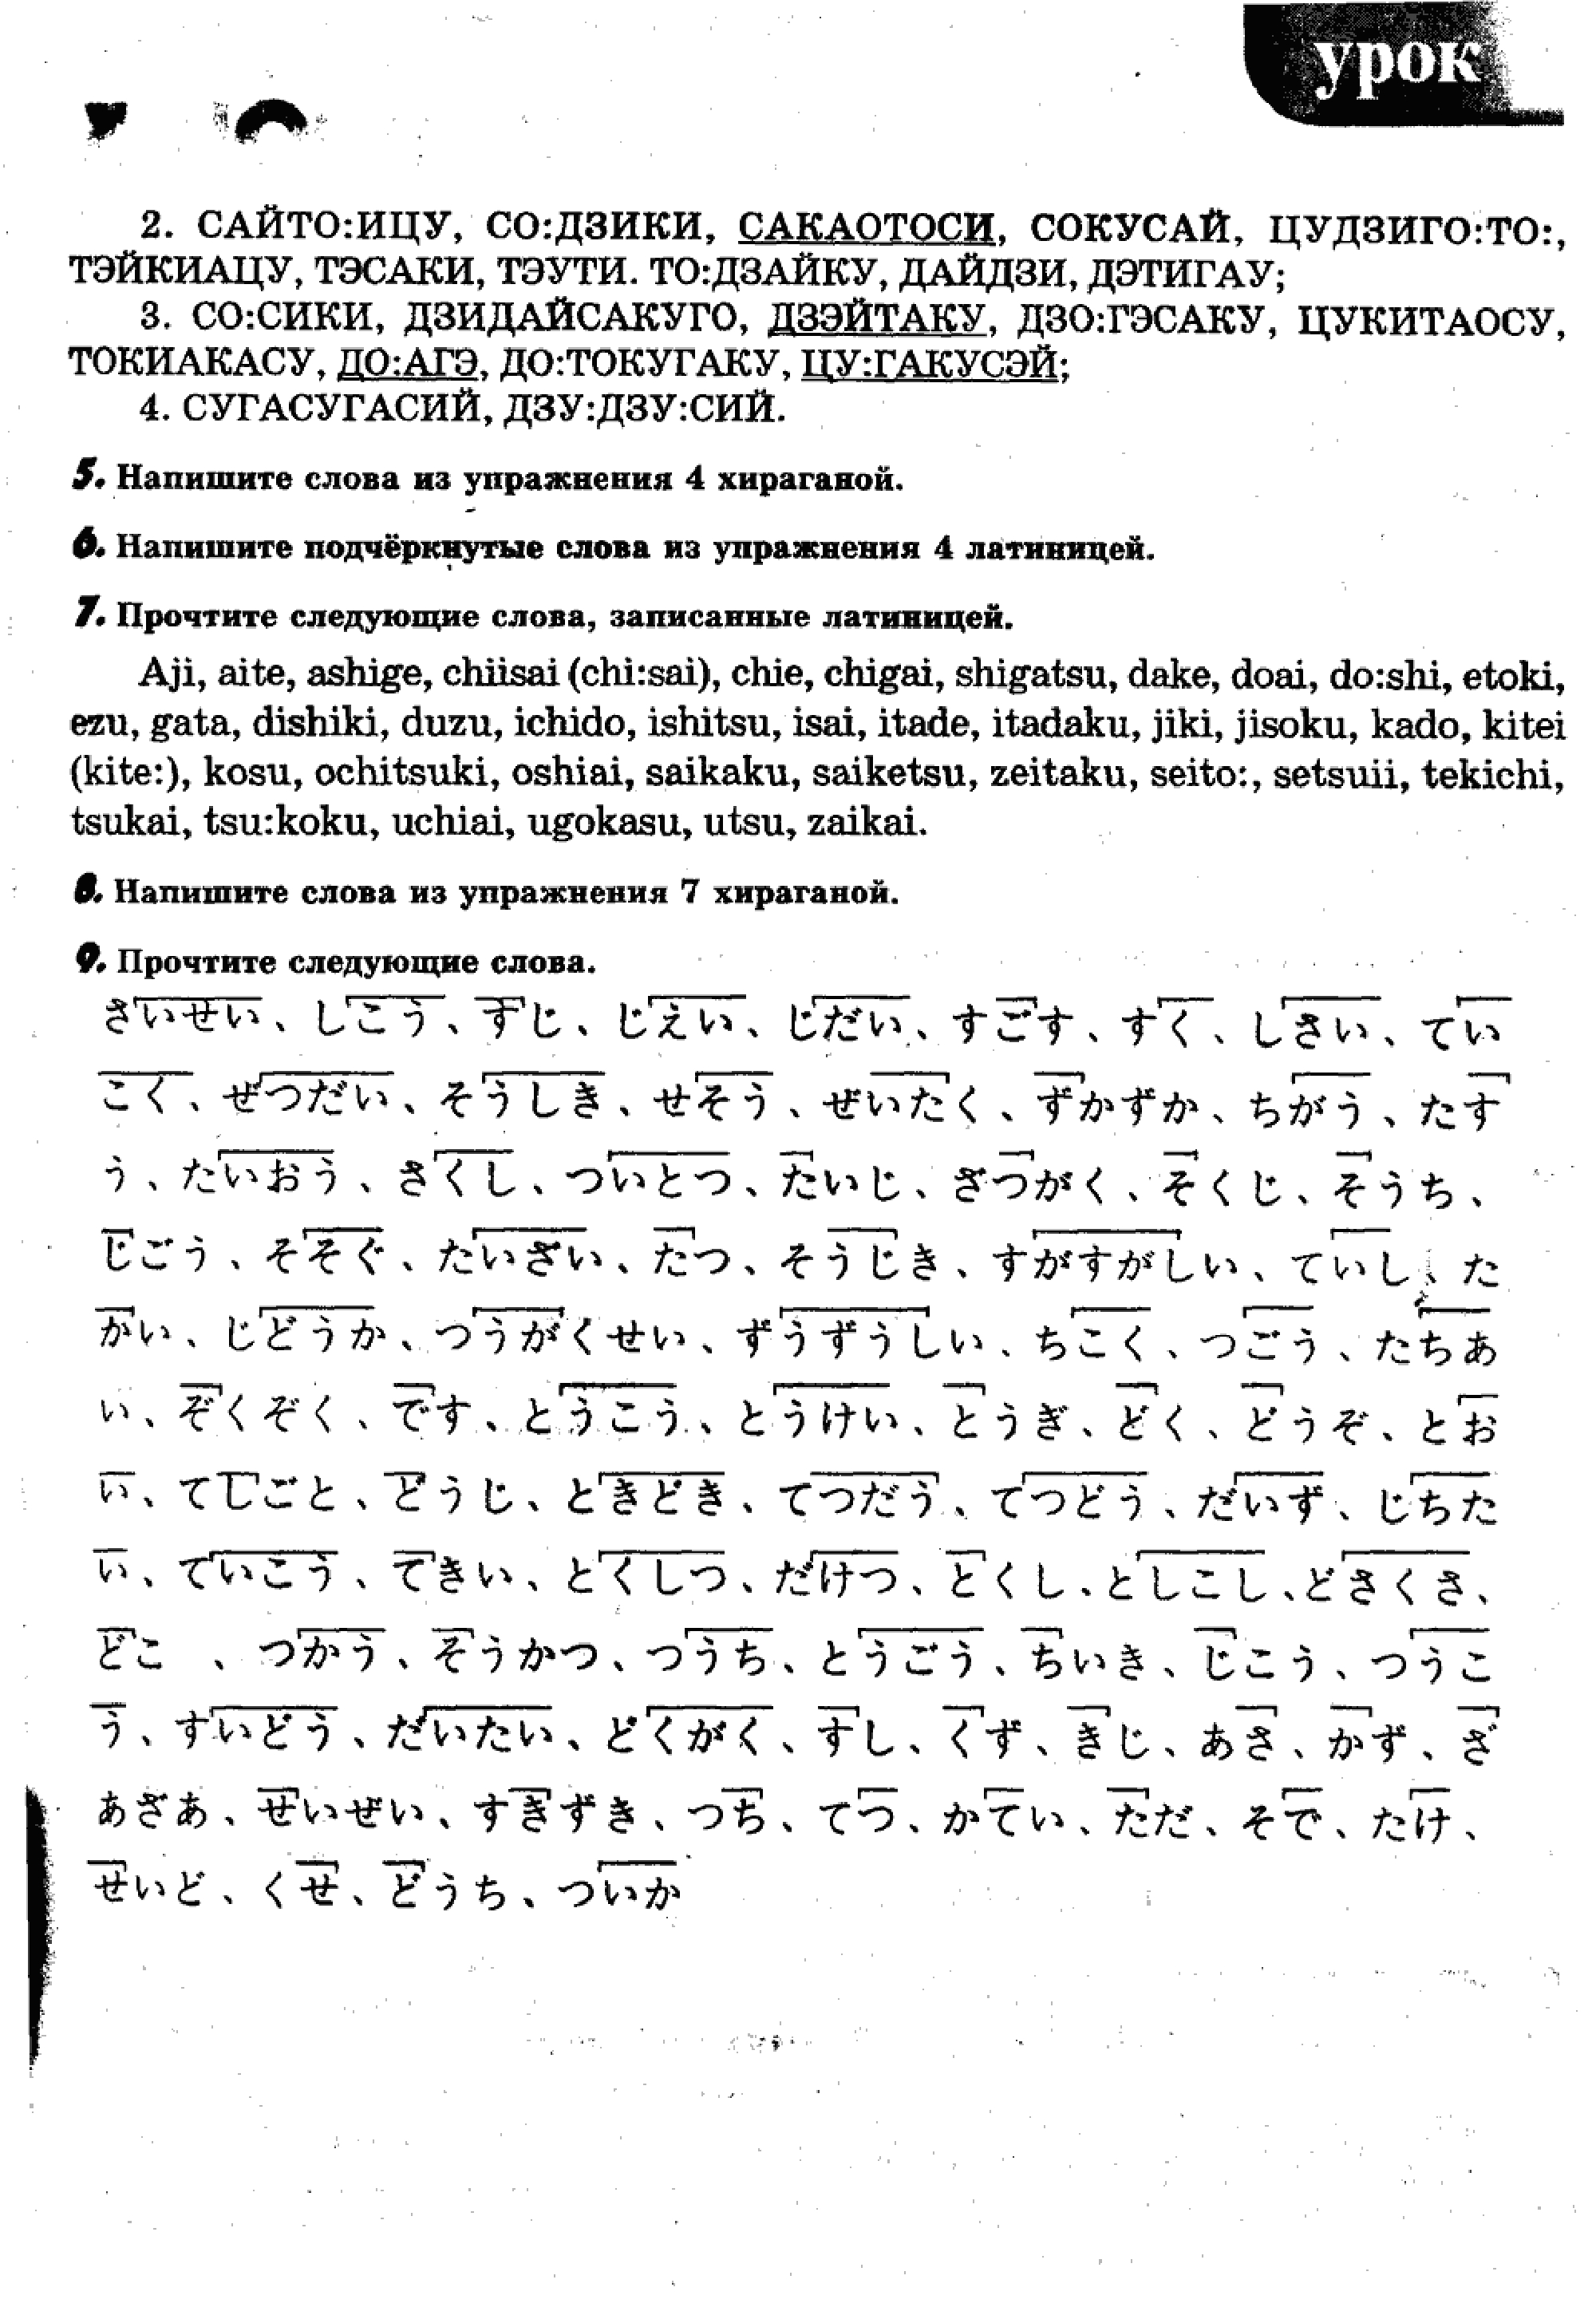 урок
2. САЙТО:ИЦУ, СО:ДЗИКИ, САКАОТОСИ, СОКУСАЙ, ЦУДЗИГО:ТО:,
ТЭЙКИАЦУ, ТЭСАКИ, ТЭУТИ. ТО:ДЗАЙКУ, ДАЙДЗИ, ДЭТИГАУ;
3. СО:СИКИ, ДЗИДАЙСАКУГО, ДЗЭЙТАКУ, ДЗО:ГЭСАКУ, ЦУКИТАОСУ,
ТОКИАКАСУ, ДО:АГЭ, ДО:ТОКУГАКУ, ЦУ:ГАКУСЭЙ;
4. СУГАСУГАСИЙ, ДЗУ:ДЗУ:СИЙ.
5. Напишите слова из упражнения 4 хираганой.
6. Напишите подчёркнутые слова из упражнения 4 латиницей.
7. Прочтите следующие слова, записанные латиницей.
Aji, aite, ashige, chiisai (chi:sai), chie, chigai, shigatsu, dake, doai, do:shi, etoki,
ezu, gata, dishiki, duzu, ichido, ishitsu, isai, itade, itadaku, jiki, jisoku, kado, kitei
(kite:), kosu, ochitsuki, oshiai, saikaku, saiketsu, zeitaku, seito:, setsuii, tekichi,
tsukai, tsu:koku, uchiai, ugokasu, utsu, zaikai.
8. Напишите слова из упражнения 7 хираганой.
9. Прочтите следующие слова.
さいせい、しこう、すじ、じえい、じだい、すごす、すく、しさい、てい
こく、ぜつだい、そうしき、せそう、ぜいたく、ずかずか、ちがう、たす
う、たいおう、さくし、ついとつ、たいじ、ざつがく、そくじ、そうち、
じごう、そそぐ、たいざい、たつ、そうじき、すがすがしい、ていし、た
かい、じどうか、つうがくせい、ずうずうしい、ちこく、つごう、たちあ
い、ぞくぞく、です、とうこう、とうけい、とうぎ、どく、どうぞ、とお
い、てしごと、どうじ、ときどき、てつだう、てつどう、だいず、じちた
い、ていこう、てきい、とくしつ、だけつ、とくし、としこし、どさくさ、
どこ 、つかう、そうかつ、つうち、とうごう、ちいき、じこう、つうこ
う、すいどう、だいたい、どくがく、すし、くず、きじ、あさ、かず、ざ
あざあ、ぜいぜい、すきずき、つち、てつ、かてい、ただ、そで、たけ、
せいど、くせ、どうち、ついか